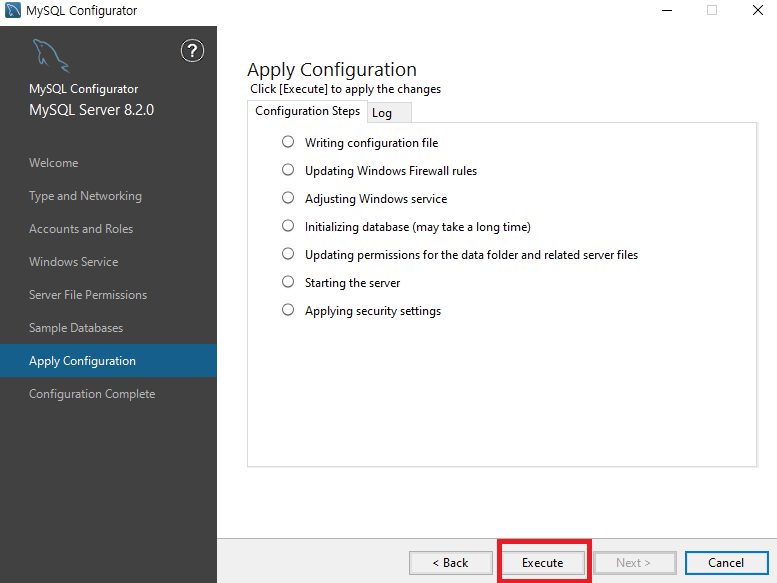 MySQL Configurator
?
MySQL Configurator
MySQL Server 8.2.0
Welcome
Type and Networking
Accounts and Roles
Windows Service
Server File Permissions
Sample Databases
Apply Configuration
Configuration Complete
Apply Configuration
Click [Execute] to apply the changes
Configuration Steps Log
Writing configuration file
Updating Windows Firewall rules
Adjusting Windows service
Initializing database (may take a long time)
Updating permissions for the data folder and related server files
Starting the server
Applying security settings
< Back Execute Next > Cancel